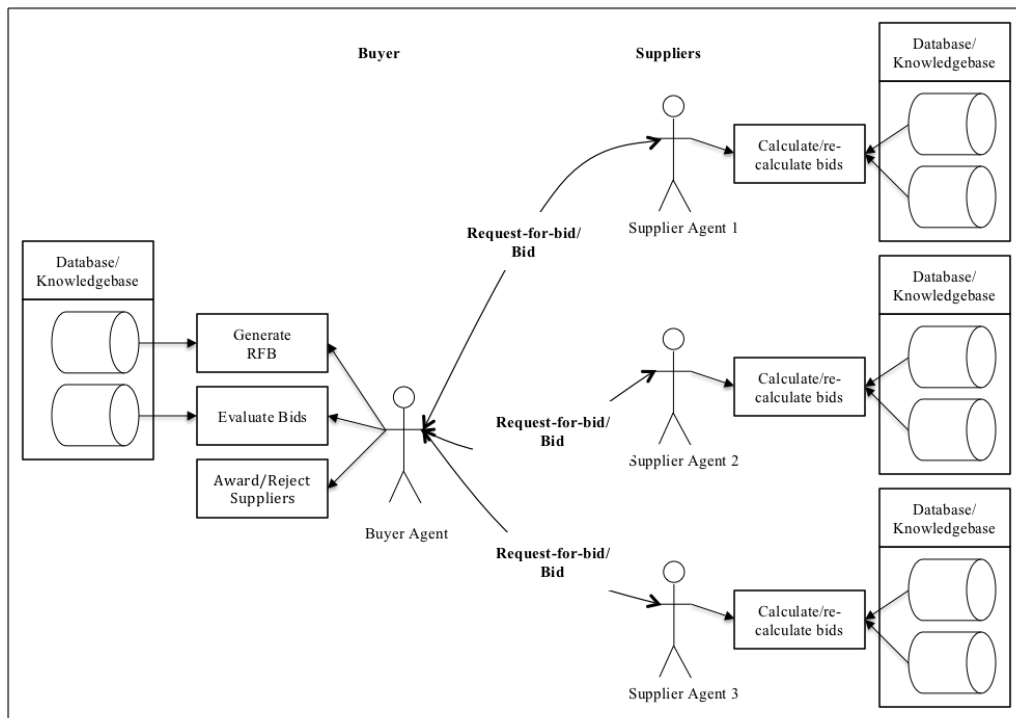 Buyer
Suppliers
Database/
Knowledgebase
Calculate/re-
calculate bids
Supplier Agent 1
Request-for-bid/
Bid
Database/
Knowledgebase
Generate
RFB
Evaluate Bids
Award/Reject
Suppliers
Buyer Agent
Database/
Knowledgebase
Calculate/re-
calculate bids
Request-for-bid/
Bid
Supplier Agent 2
Database/
Knowledgebase
Request-for-bid/
Bid
Calculate/re-
calculate bids
Supplier Agent 3